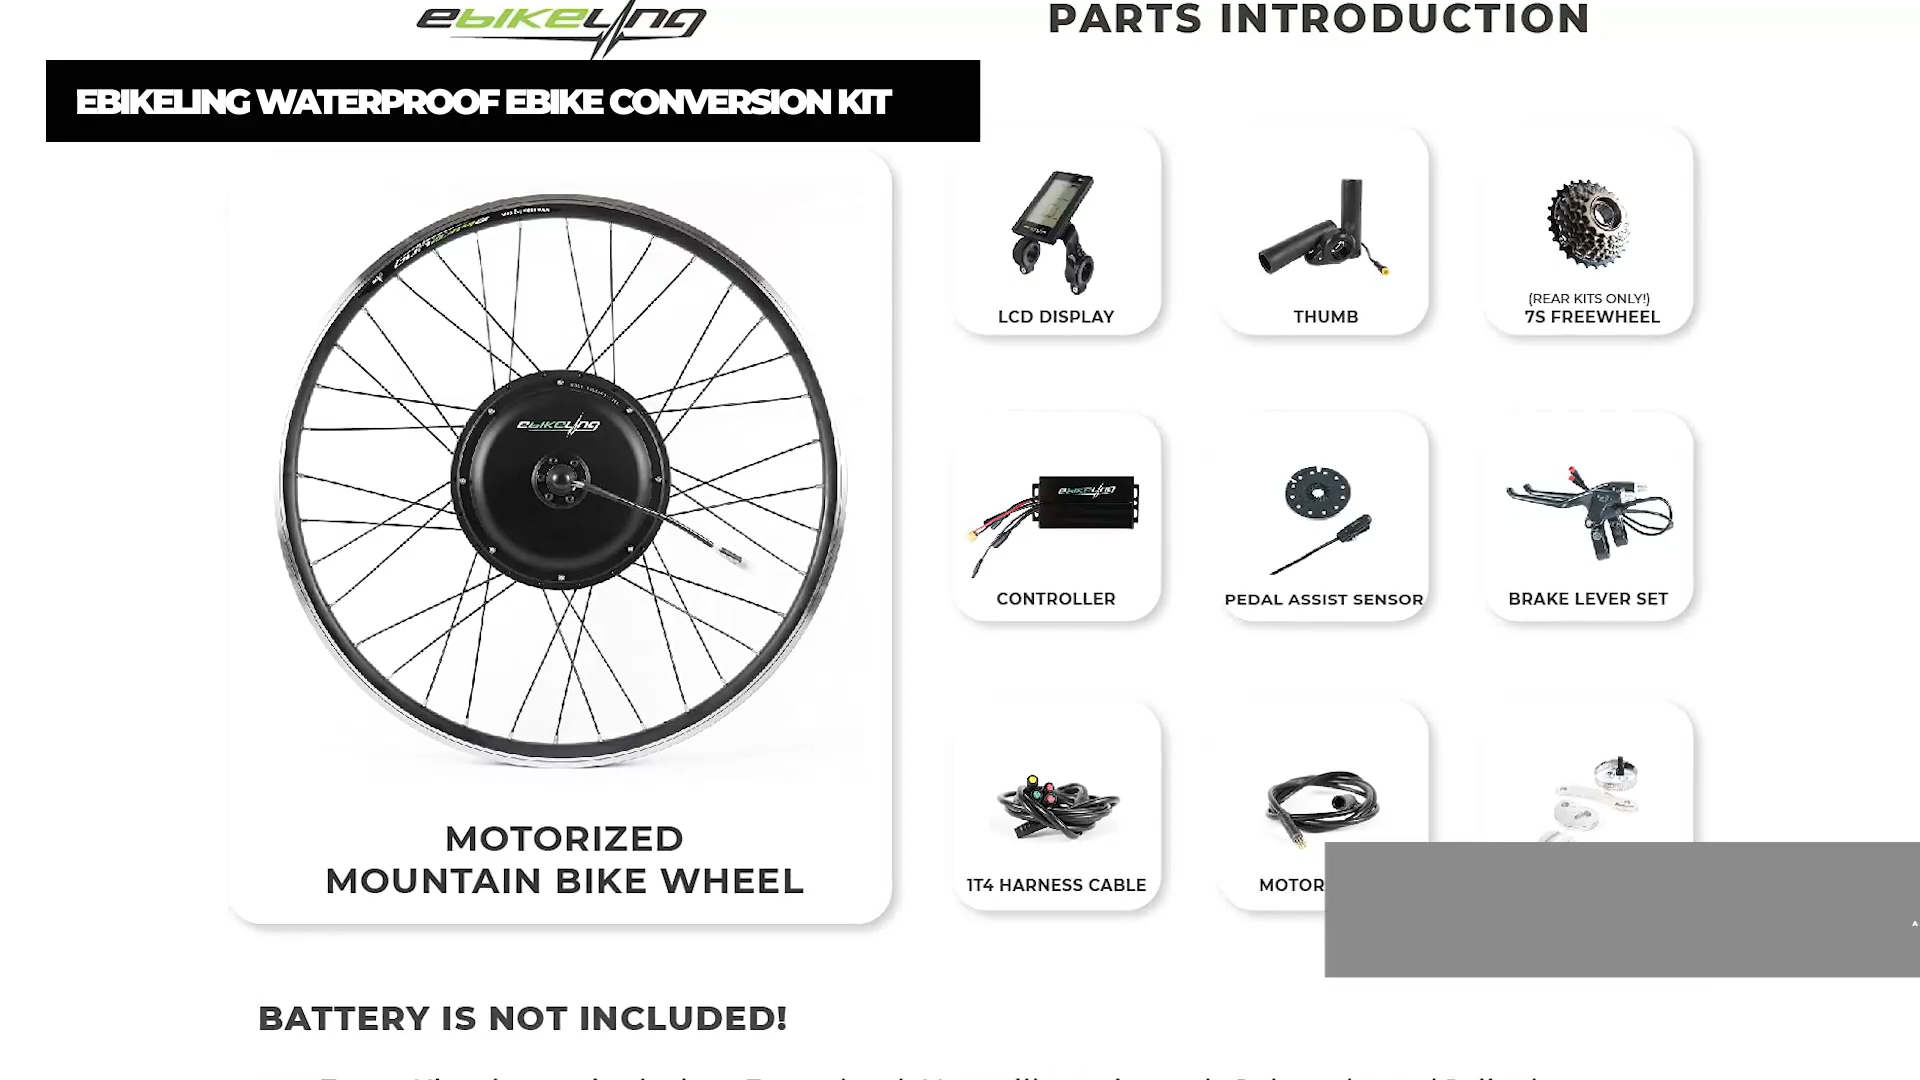 ebikeling
PARTS INTRODUCTION
EBIKELING WATERPROOF EBIKE CONVERSION KIT
ebikeling
MOTORIZED
MOUNTAIN BIKE WHEEL
LCD DISPLAY
THUMB
(REAR KITS ONLY!)
7S FREEWHEEL
ebikeling
CONTROLLER
PEDAL ASSIST SENSOR
BRAKE LEVER SET
1T4 HARNESS CABLE
MOTOR
A
BATTERY IS NOT INCLUDED!